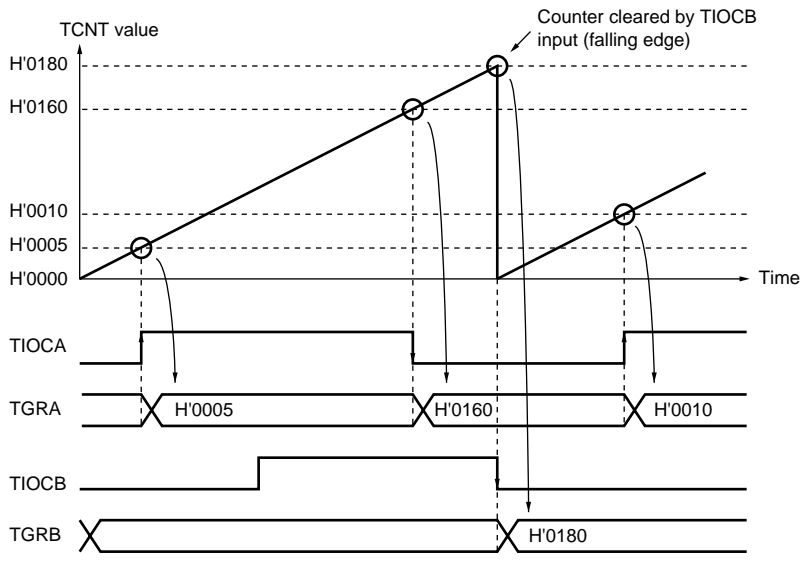 TCNT value
Counter cleared by TIOCB
input (falling edge)
H'0180
H'0160
H'0010
H'0005
H'0000
Time
TIOCA
TGRA
H'0005
H'0160
H'0010
TIOCB
TGRB
H'0180